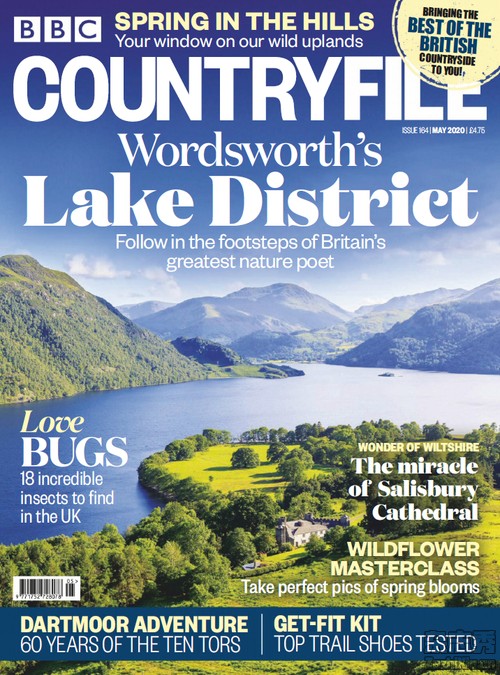 BBC
SPRING IN THE HILLS
Your window on our wild uplands
BRINGING THE
BEST OF THE
BRITISH
COUNTRYSIDE
TO YOU!
COUNTRYFILE
ISSUE 164 | MAY 2020 | £4.75
Wordsworth's
Lake District
Follow in the footsteps of Britain's
greatest nature poet
Love
BUGS
18 incredible
insects to find
in the UK
WONDER OF WILTSHIRE
The miracle
of Salisbury
Cathedral
WILDFLOWER
MASTERCLASS
Take perfect pics of spring blooms
05
9 771752 728018
DARTMOOR ADVENTURE
60 YEARS OF THE TEN TORS
GET-FIT KIT
TOP TRAIL SHOES TESTED